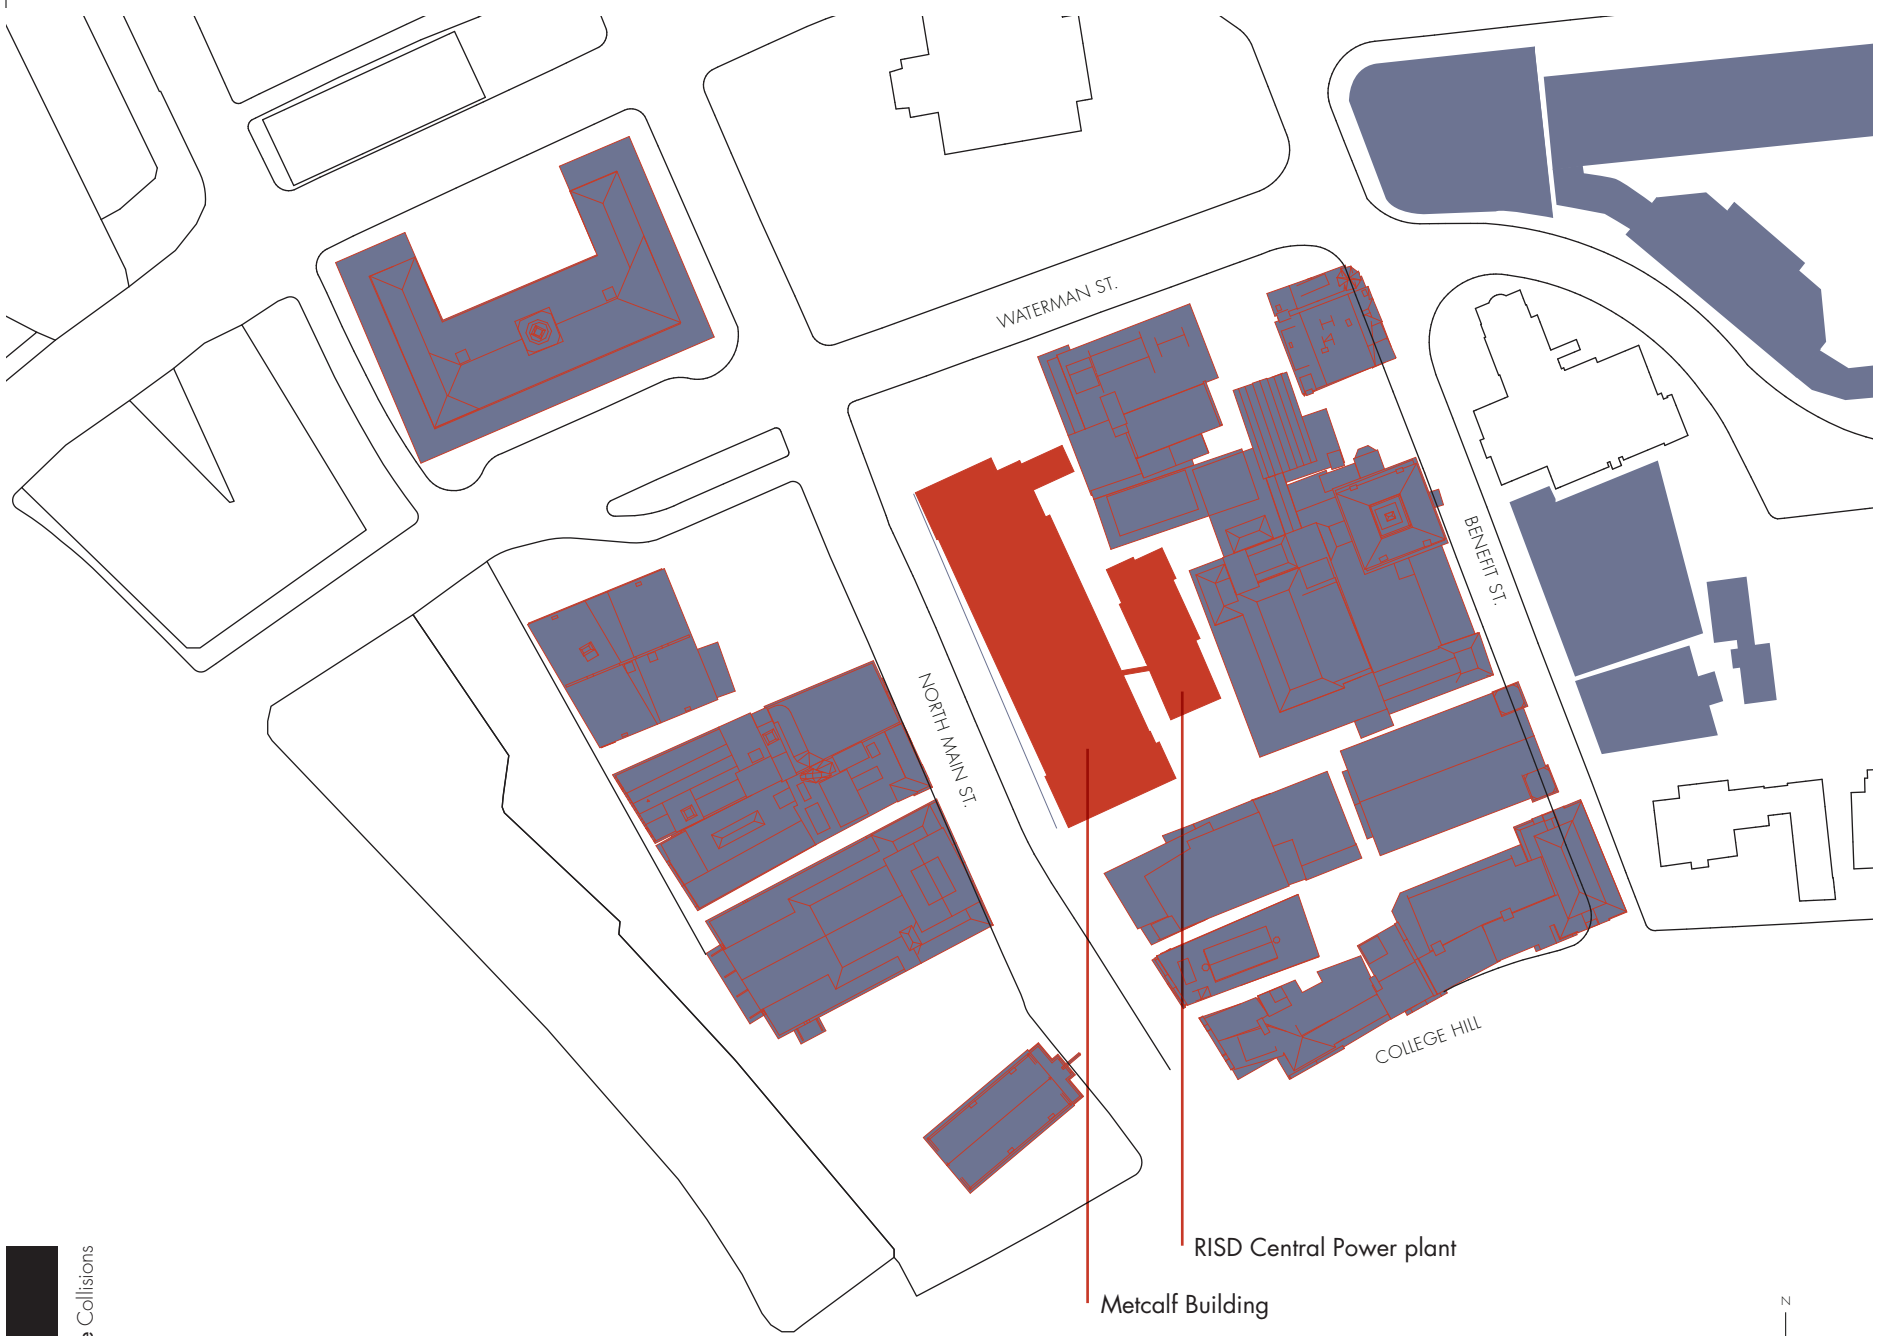 WATERMAN ST.
BENEFIT ST.
NORTH MAIN ST.
COLLEGE HILL
RISD Central Power plant
Metcalf Building
Collisions
N